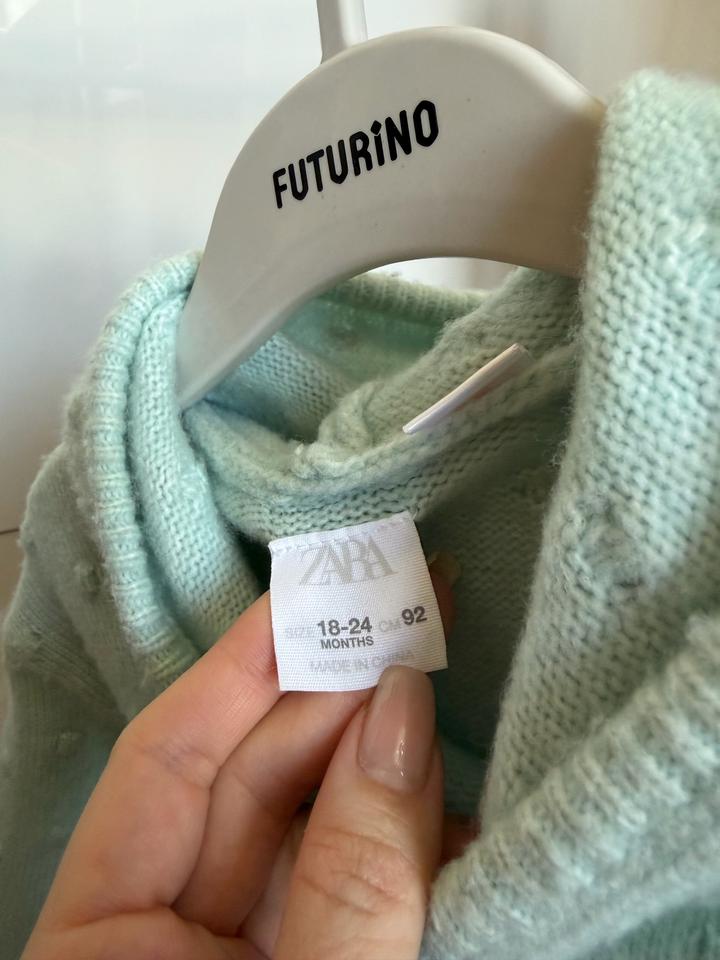 FUTURiNO
ZARA
SIZE 18-24 CM 92
MONTHS
MADE IN CHINA